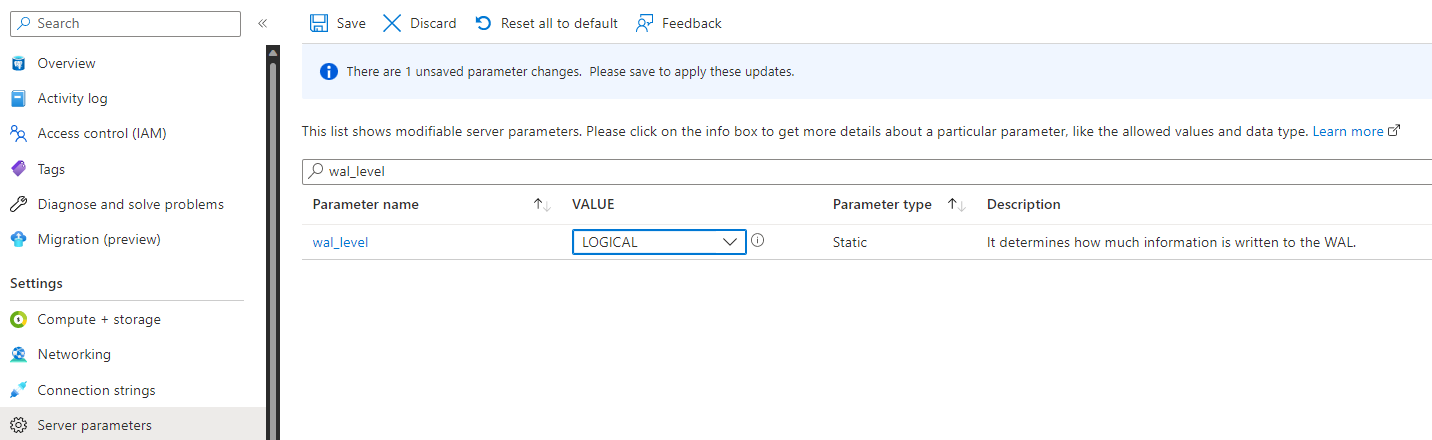 Search
Overview
Activity log
Access control (IAM)
Tags
Diagnose and solve problems
Migration (preview)
Settings
Compute + storage
Networking
Connection strings
Server parameters
Save Discard Reset all to default Feedback
There are 1 unsaved parameter changes.  Please save to apply these updates.
This list shows modifiable server parameters. Please click on the info box to get more details about a particular parameter, like the allowed values and data type. Learn more
wal_level
Parameter name VALUE Parameter type Description
wal_level LOGICAL Static It determines how much information is written to the WAL.